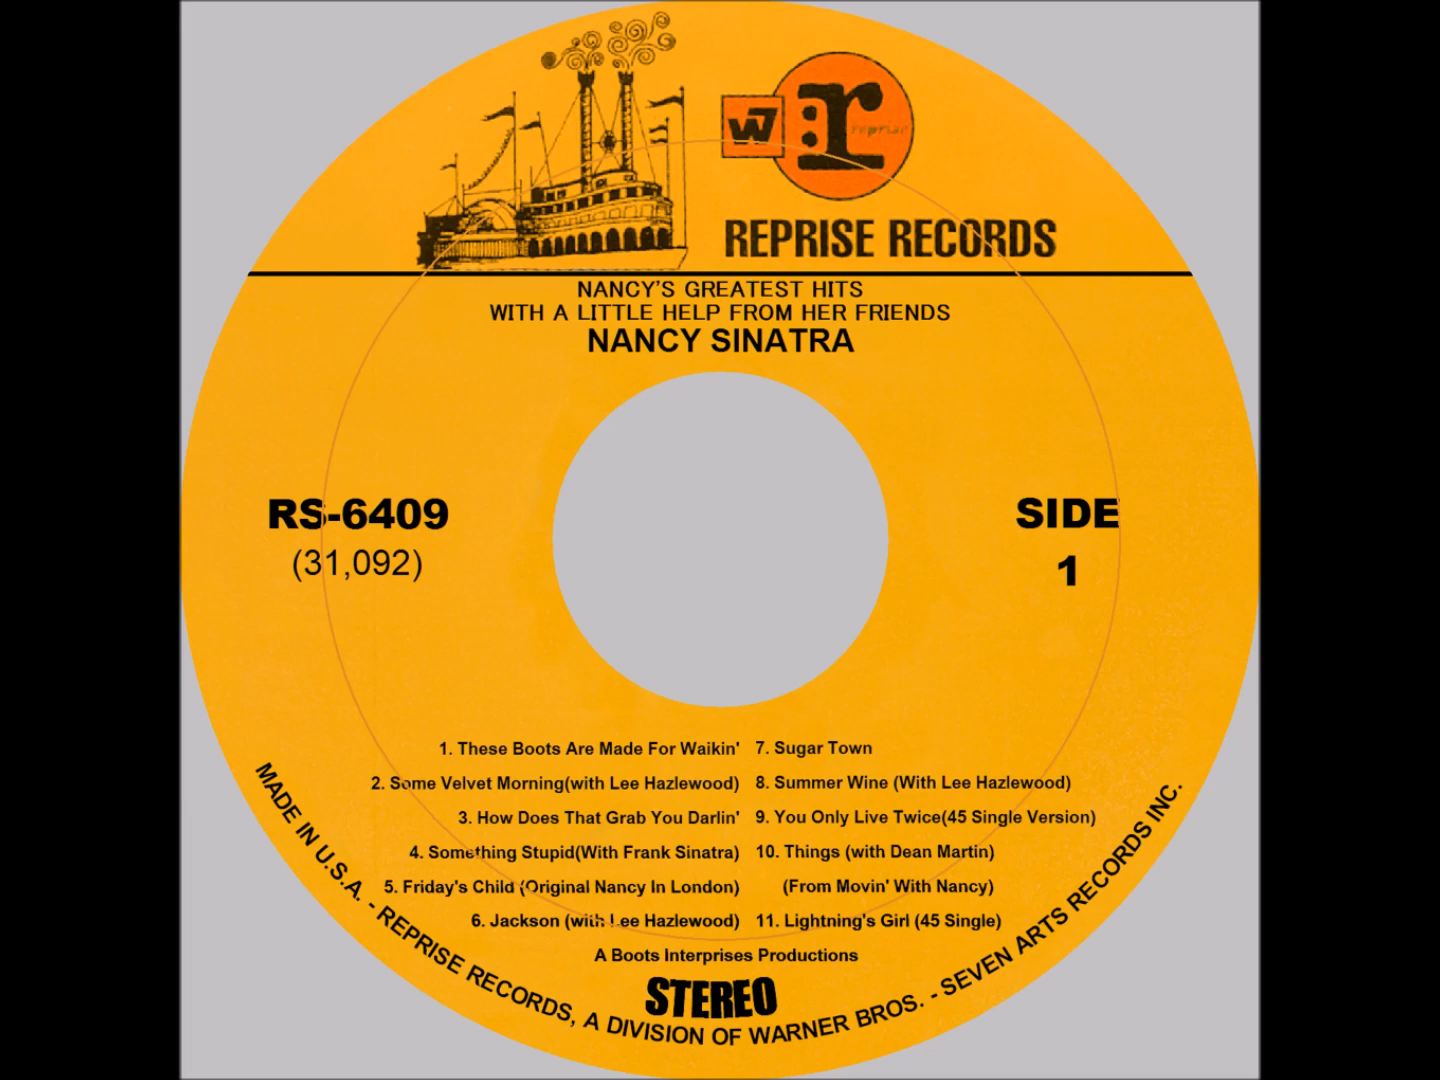 w7
r
reprise
REPRISE RECORDS
NANCY'S GREATEST HITS
WITH A LITTLE HELP FROM HER FRIENDS
NANCY SINATRA
RS-6409
(31,092)
SIDE
1
1. These Boots Are Made For Waikin'
2. Some Velvet Morning(with Lee Hazlewood)
3. How Does That Grab You Darlin'
4. Something Stupid(With Frank Sinatra)
5. Friday's Child (Original Nancy In London)
6. Jackson (with Lee Hazlewood)
7. Sugar Town
8. Summer Wine (With Lee Hazlewood)
9. You Only Live Twice(45 Single Version)
10. Things (with Dean Martin)
(From Movin' With Nancy)
11. Lightning's Girl (45 Single)
A Boots Interprises Productions
STEREO
MADE IN U.S.A. - REPRISE RECORDS, A DIVISION OF WARNER BROS. - SEVEN ARTS RECORDS INC.